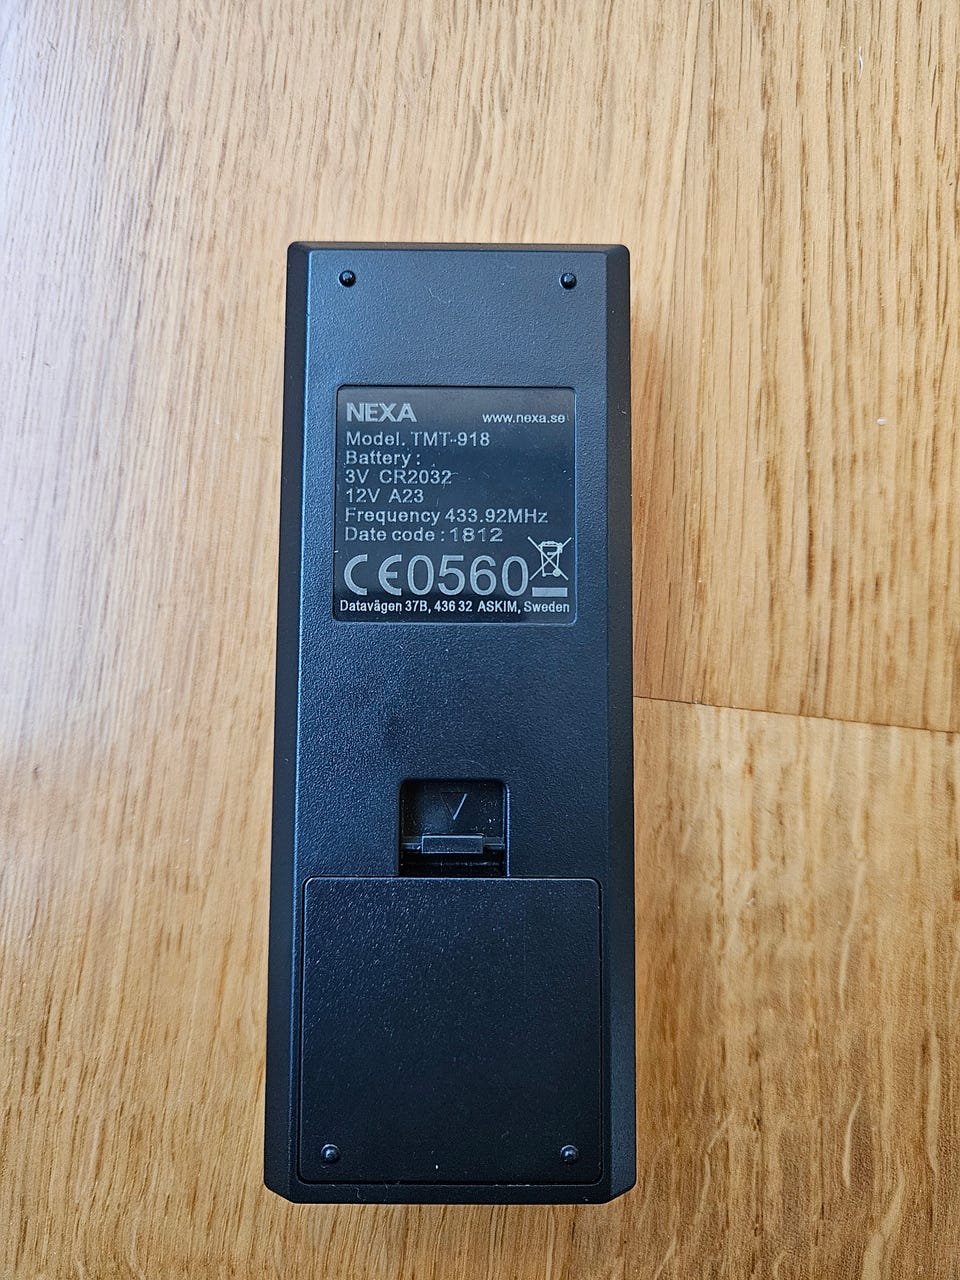 NEXA www.nexa.se
Model. TMT-918
Battery :
3V CR2032
12V A23
Frequency 433.92MHz
Date code : 1812
CE0560
Datavägen 37B, 436 32 ASKIM, Sweden